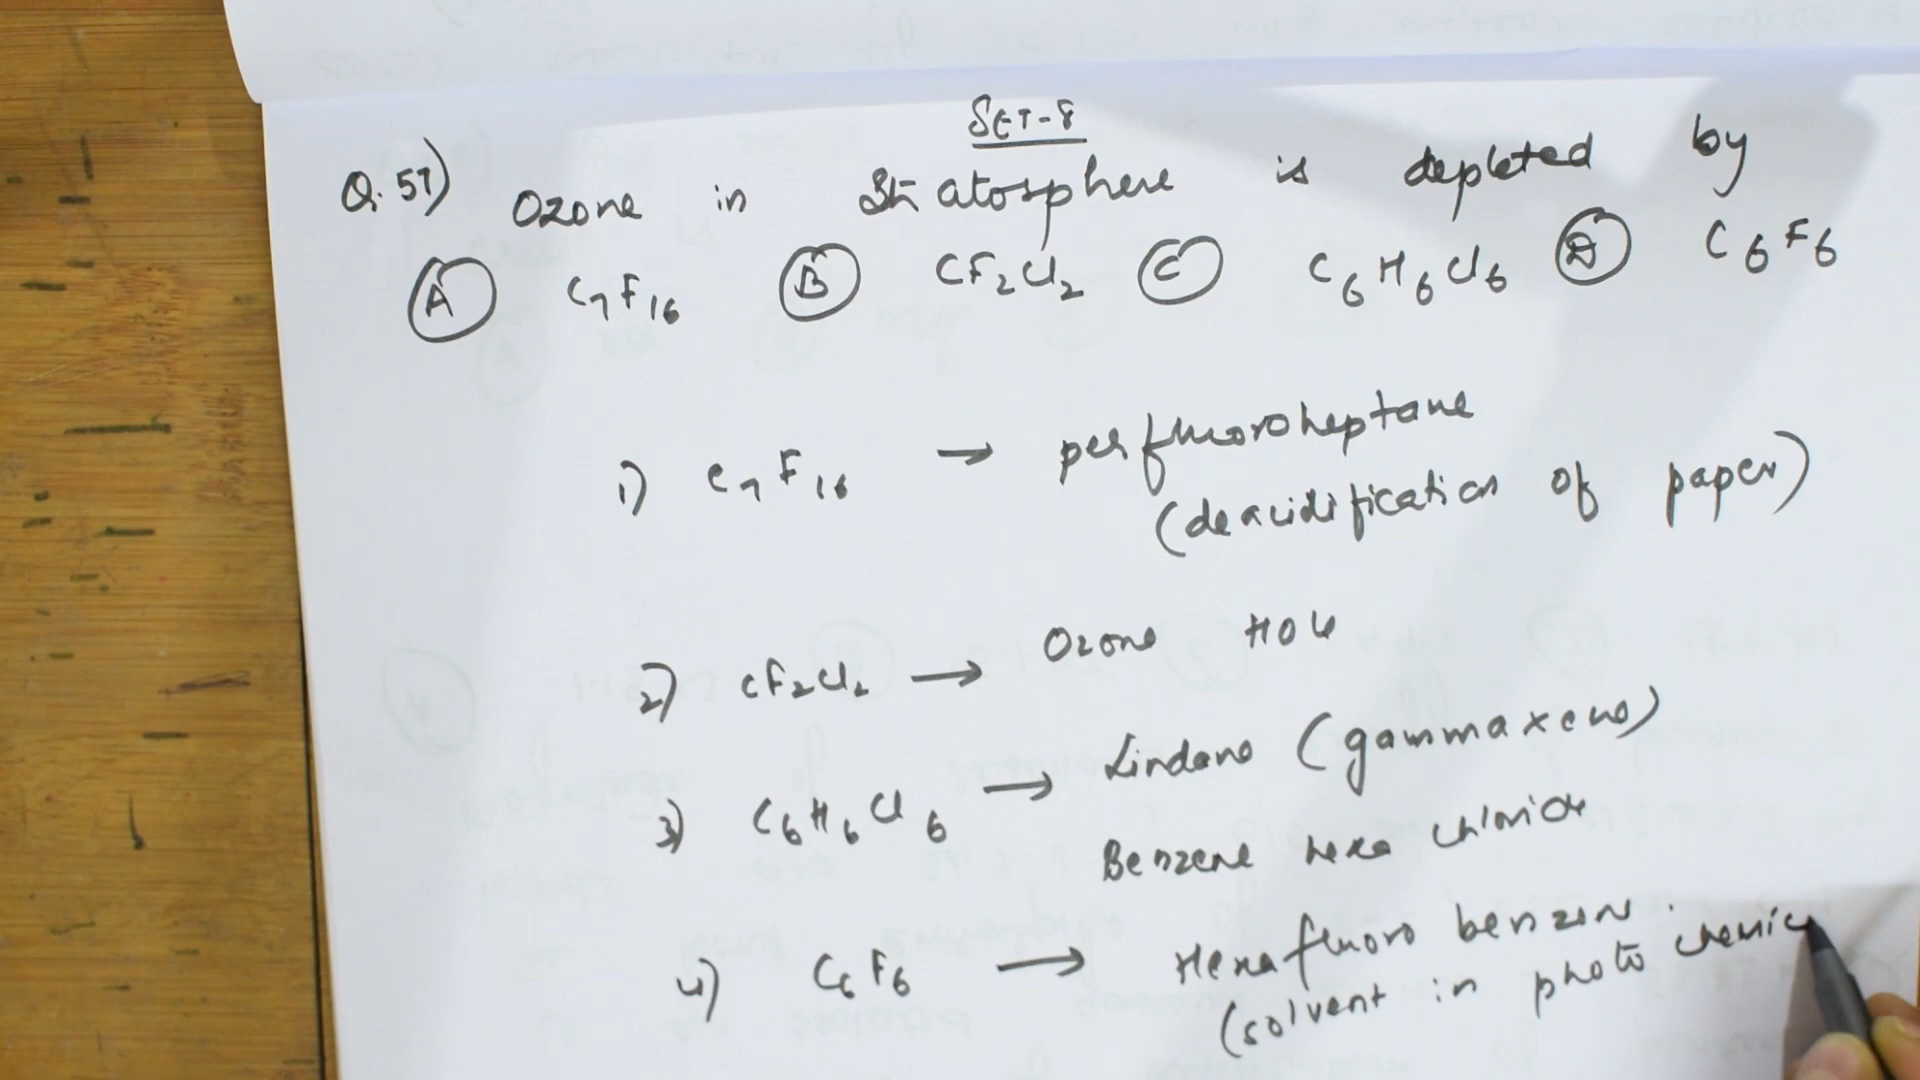 SET-8
Q.57) Ozone in Stratosphere is depleted by
A C7F16 B CF2Cl2 C C6H6Cl6 D C6F6
1) C7F16 → perfluoroheptane
(deacidification of paper)
2) CF2Cl2 → Ozone Hole
3) C6H6Cl6 → Lindane (gammaxene)
Benzene hexa chloride
4) C6F6 → Hexafluoro benzene.
(solvent in photo chemic